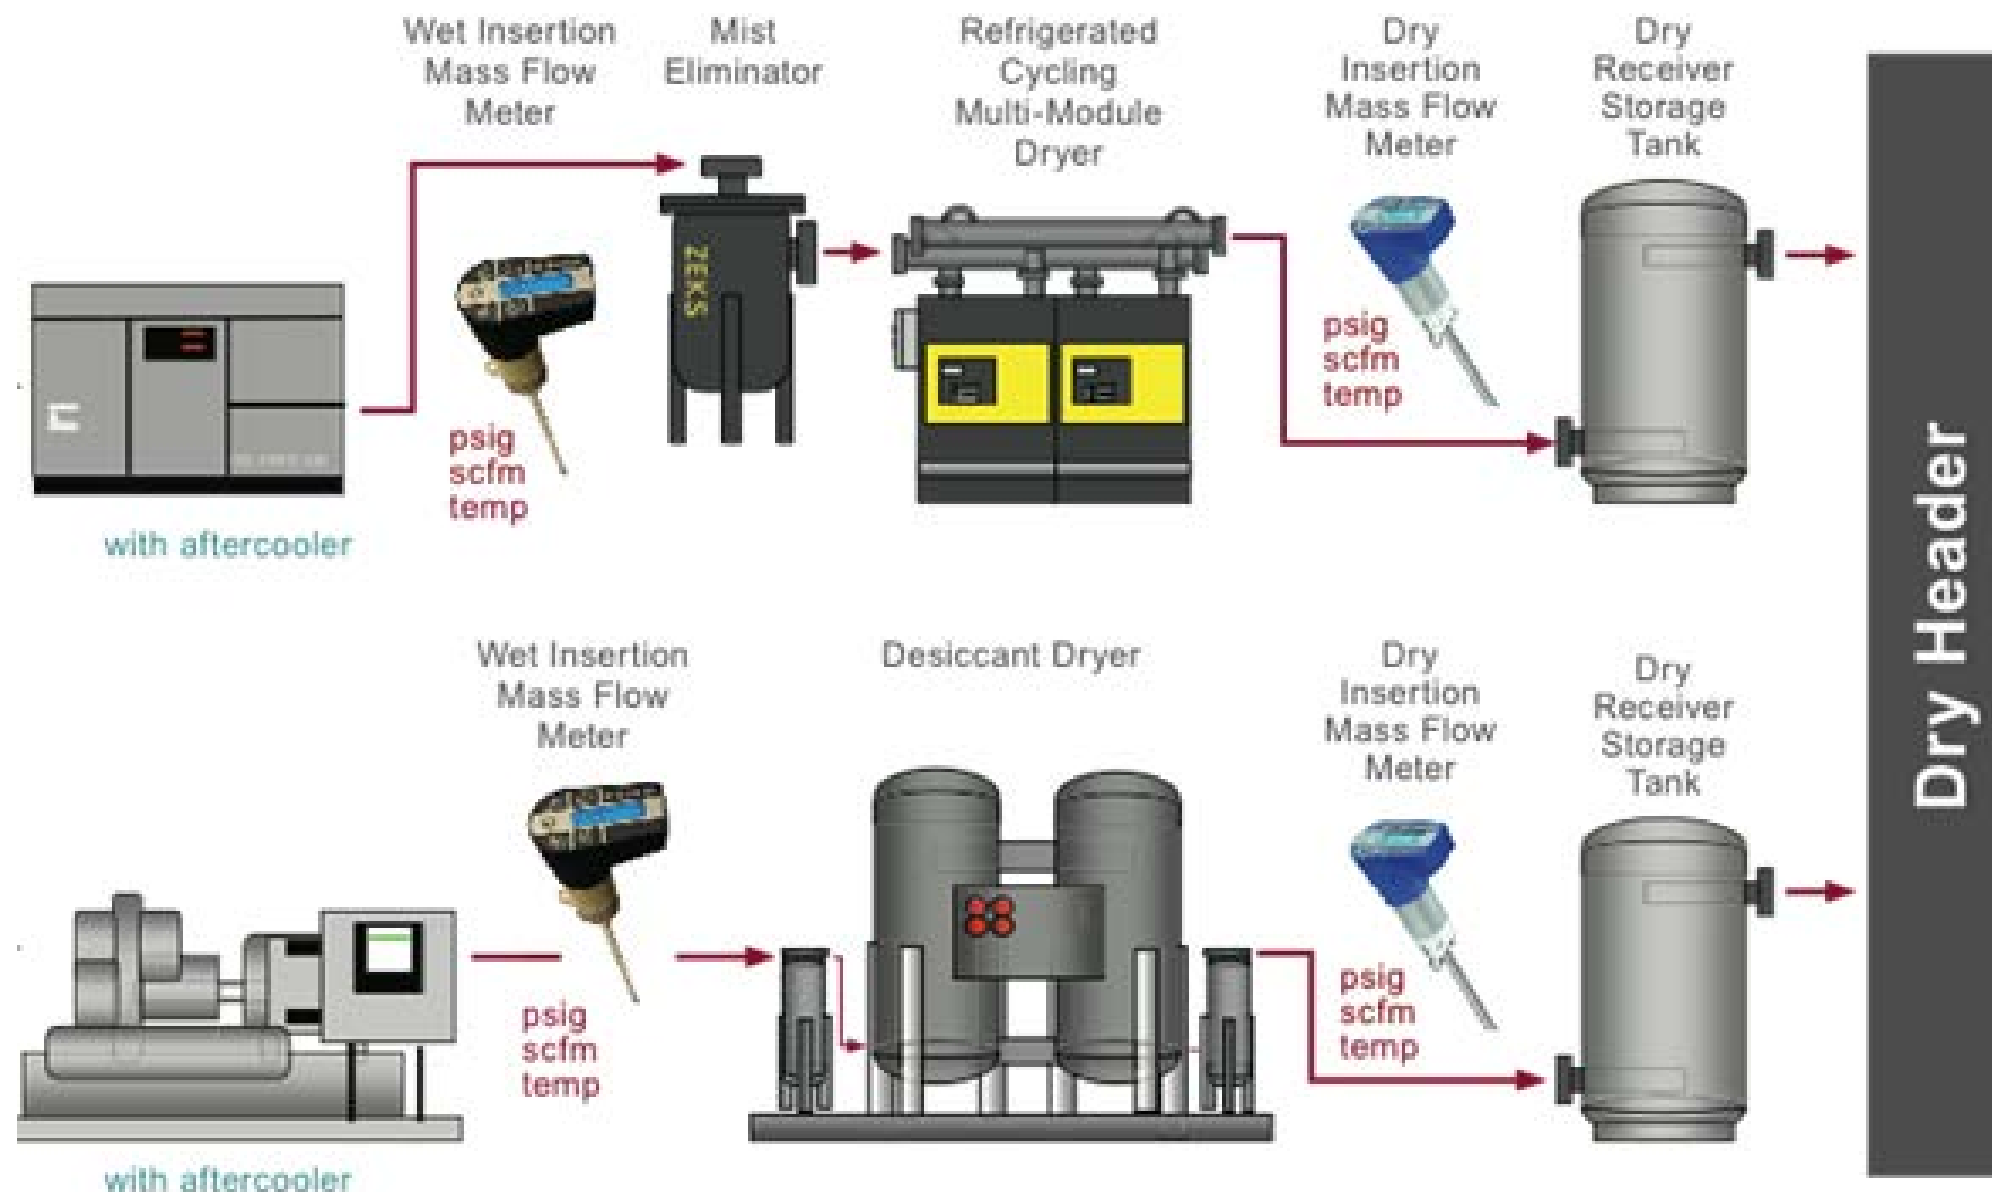 Wet Insertion
Mass Flow
Meter
Mist
Eliminator
Refrigerated
Cycling
Multi-Module
Dryer
Dry
Insertion
Mass Flow
Meter
Dry
Receiver
Storage
Tank
ZEKS
psig
scfm
temp
psig
scfm
temp
with aftercooler
Dry Header
Wet Insertion
Mass Flow
Meter
Desiccant Dryer
Dry
Insertion
Mass Flow
Meter
Dry
Receiver
Storage
Tank
psig
scfm
temp
psig
scfm
temp
with aftercooler